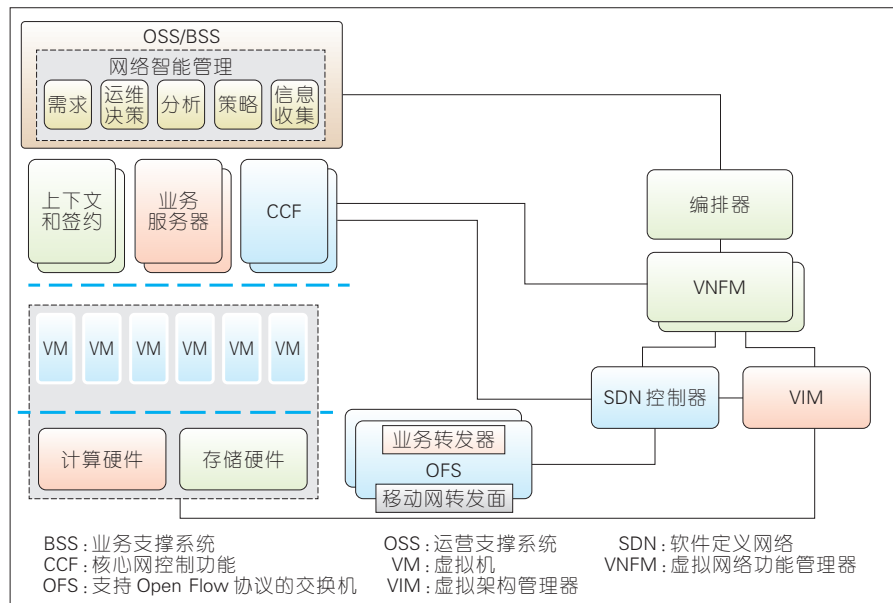 OSS/BSS
网络智能管理
需求
运维
决策
分析
策略
信息
收集
上下文
和签约
业务
服务器
CCF
编排器
VNFM
VM
VM
VM
VM
VM
VM
SDN 控制器
VIM
计算硬件
存储硬件
业务转发器
OFS
移动网转发面
BSS:业务支撑系统
OSS:运营支撑系统
SDN:软件定义网络
CCF:核心网控制功能
VM:虚拟机
VNFM:虚拟网络功能管理器
OFS:支持 Open Flow 协议的交换机
VIM:虚拟架构管理器